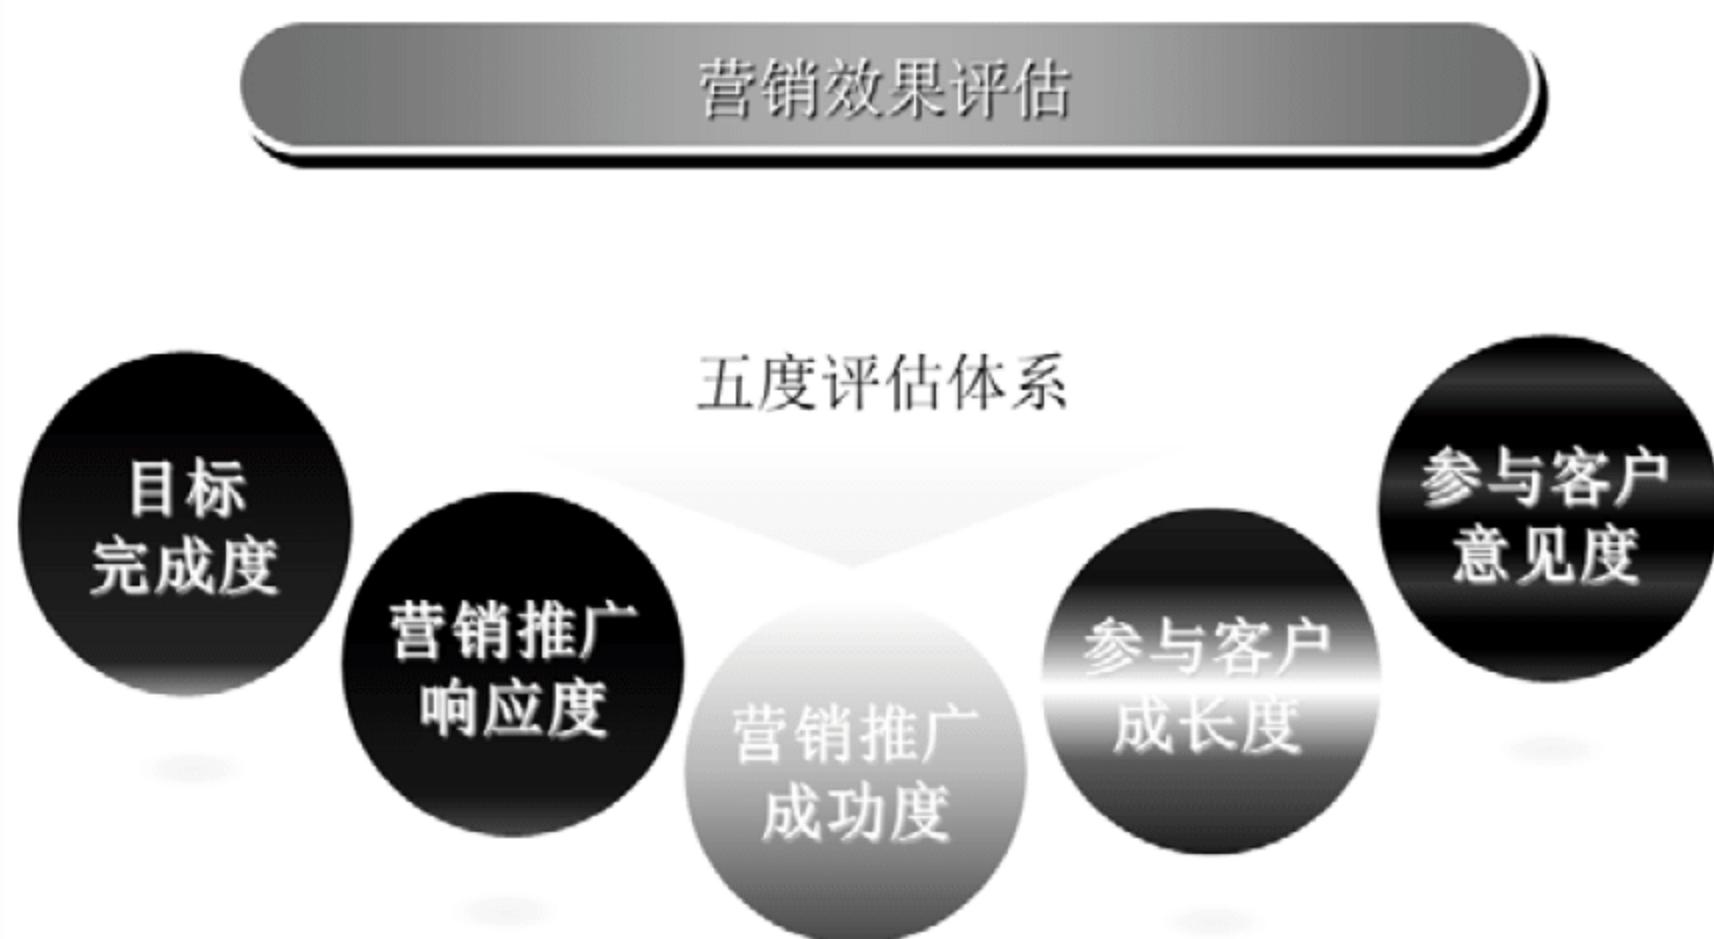 营销效果评估
五度评估体系
目标
完成度
营销推广
响应度
营销推广
成功度
参与客户
成长度
参与客户
意见度